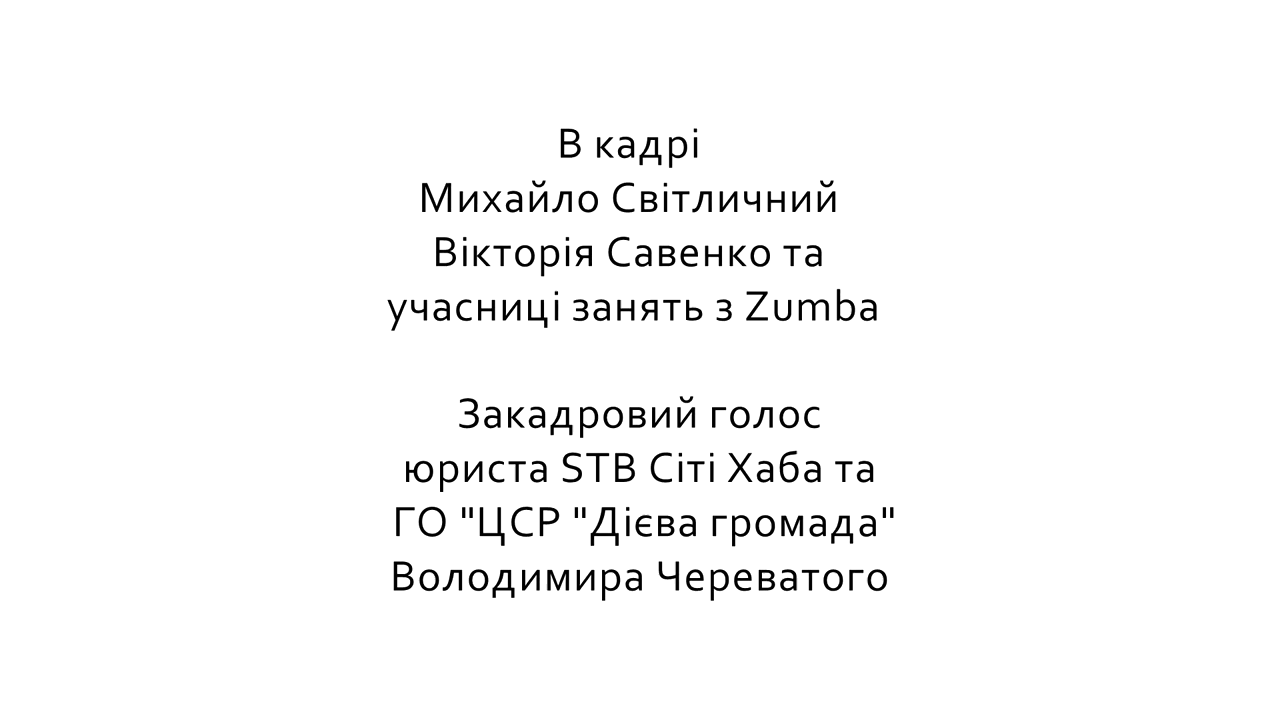 В кадрі
Михайло Світличний
Вікторія Савенко та
учасниці занять з Zumba
Закадровий голос
юриста STB Сіті Хаба та
ГО "ЦСР "Дієва громада"
Володимира Череватого